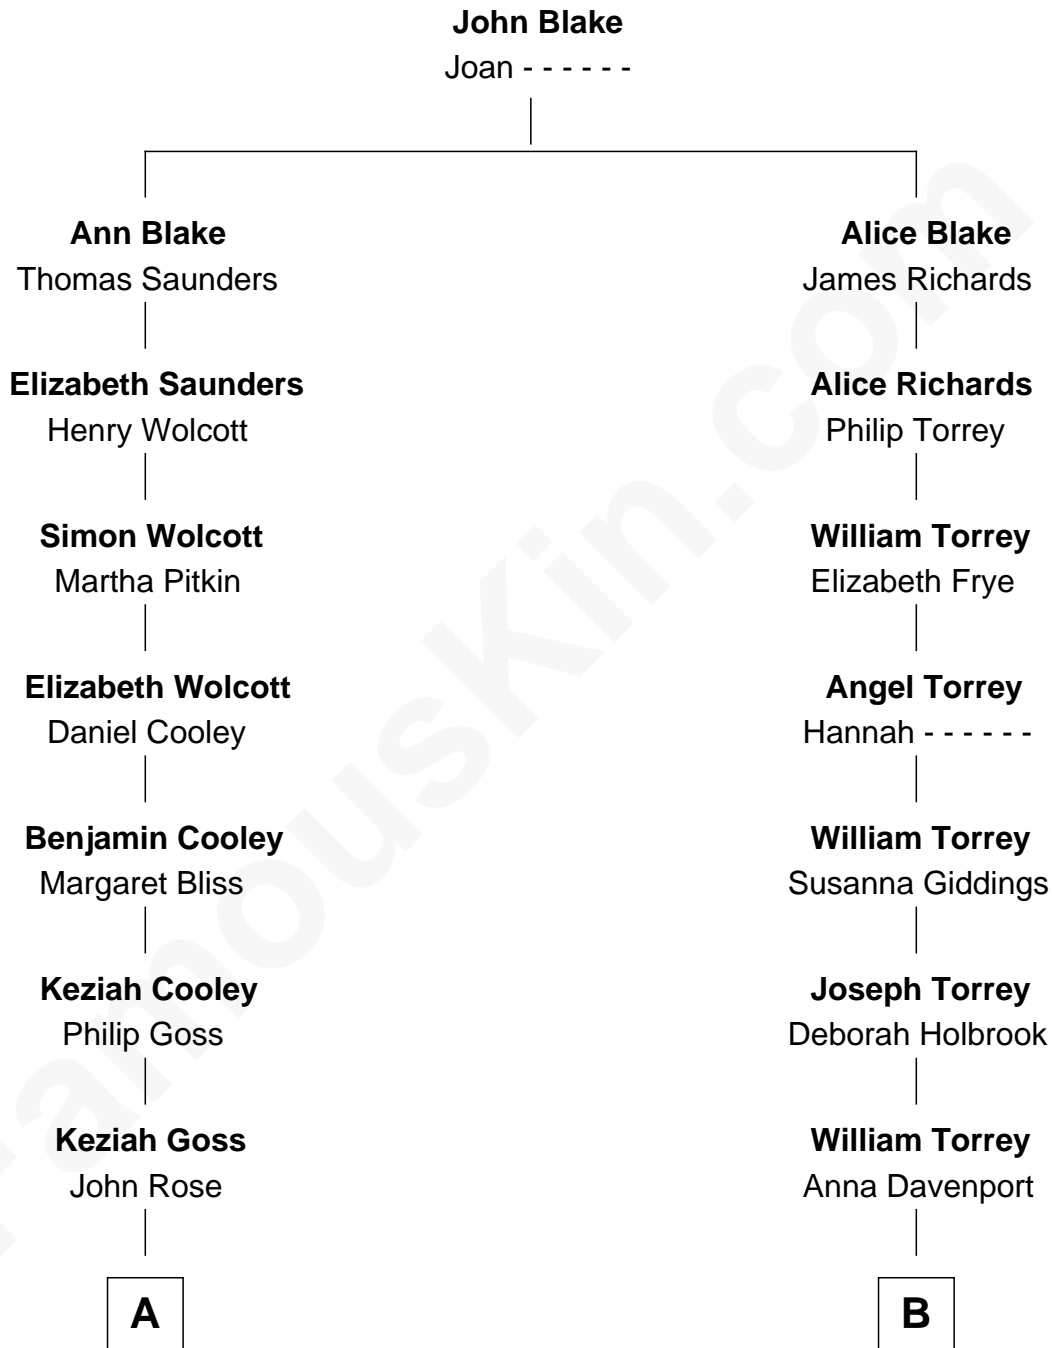 John Blake
Joan - - - - - -
Ann Blake
Thomas Saunders
Alice Blake
James Richards
Elizabeth Saunders
Henry Wolcott
Alice Richards
Philip Torrey
Simon Wolcott
Martha Pitkin
William Torrey
Elizabeth Frye
Elizabeth Wolcott
Daniel Cooley
Angel Torrey
Hannah - - - - - -
Benjamin Cooley
Margaret Bliss
William Torrey
Susanna Giddings
Keziah Cooley
Philip Goss
Joseph Torrey
Deborah Holbrook
Keziah Goss
John Rose
William Torrey
Anna Davenport
A
B
FamousKin.com